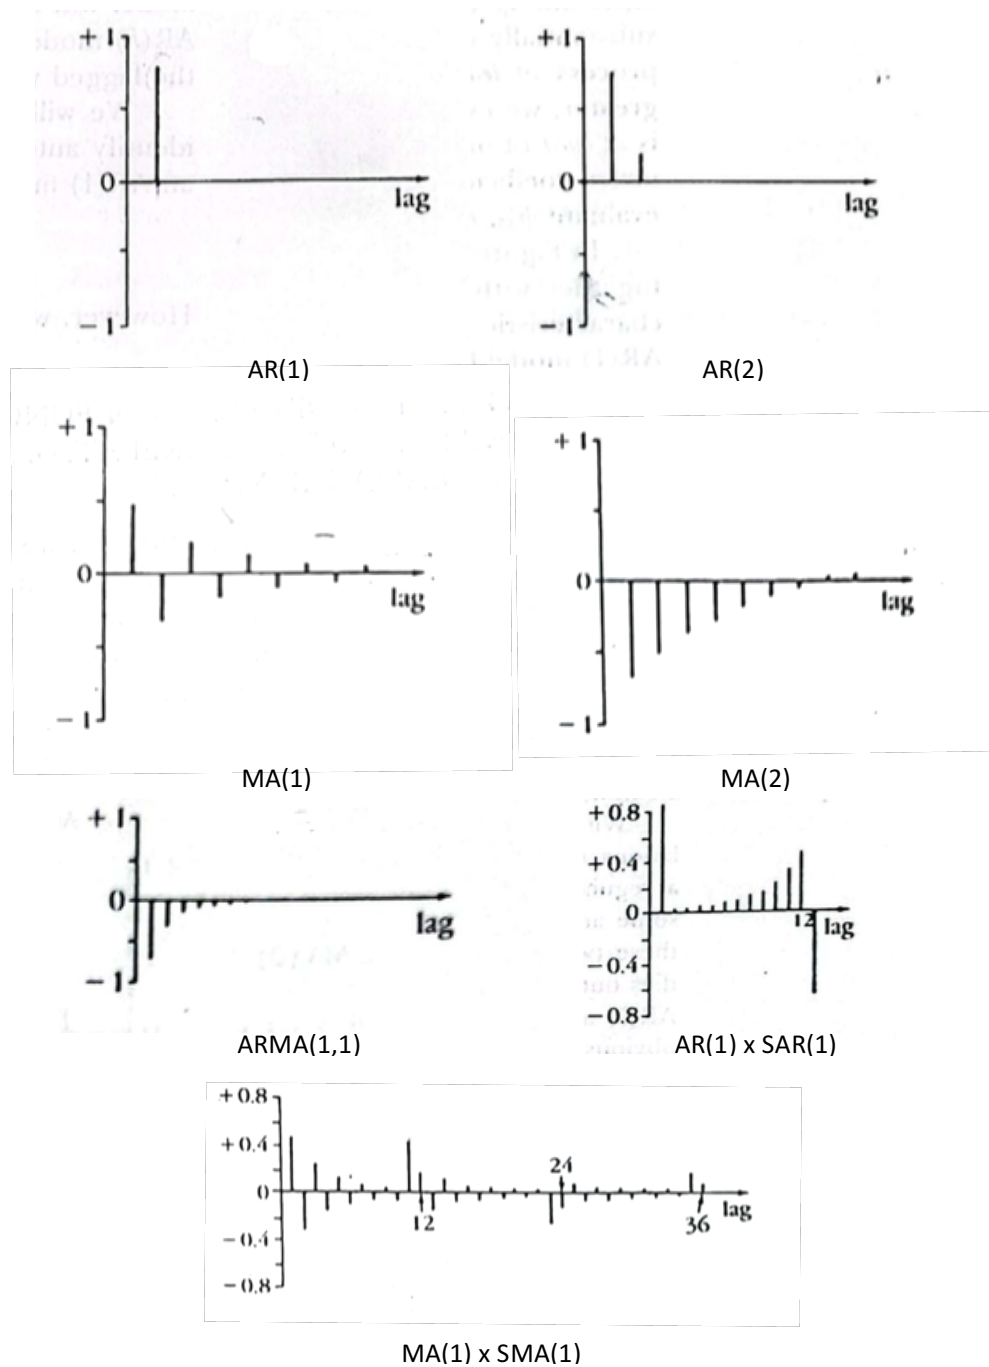 +1
0
lag
−1
AR(1)
+1
0
lag
−1
AR(2)
+1
0
lag
−1
MA(1)
+1
0
lag
−1
MA(2)
+1
0
lag
−1
ARMA(1,1)
+0.8
+0.4
0
12 lag
−0.4
−0.8
AR(1) x SAR(1)
+0.8
+0.4
24
0
12
36
lag
−0.4
−0.8
MA(1) x SMA(1)